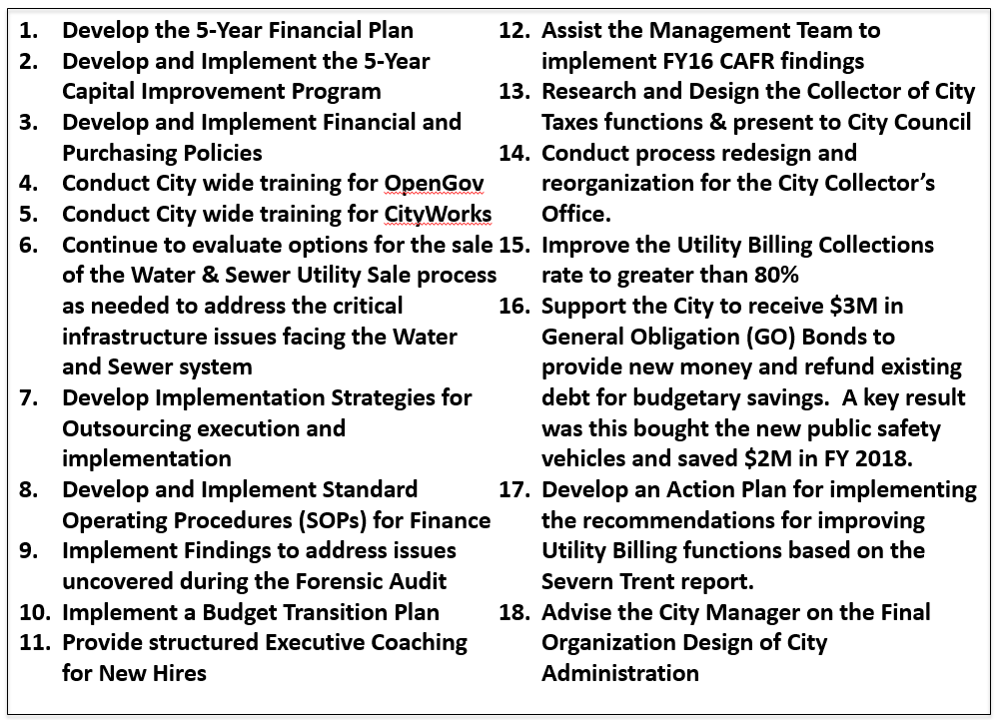 1. Develop the 5-Year Financial Plan
2. Develop and Implement the 5-Year
Capital Improvement Program
3. Develop and Implement Financial and
Purchasing Policies
4. Conduct City wide training for OpenGov
5. Conduct City wide training for CityWorks
6. Continue to evaluate options for the sale
of the Water & Sewer Utility Sale process
as needed to address the critical
infrastructure issues facing the Water
and Sewer system
7. Develop Implementation Strategies for
Outsourcing execution and
implementation
8. Develop and Implement Standard
Operating Procedures (SOPs) for Finance
9. Implement Findings to address issues
uncovered during the Forensic Audit
10. Implement a Budget Transition Plan
11. Provide structured Executive Coaching
for New Hires
12. Assist the Management Team to
implement FY16 CAFR findings
13. Research and Design the Collector of City
Taxes functions & present to City Council
14. Conduct process redesign and
reorganization for the City Collector’s
Office.
15. Improve the Utility Billing Collections
rate to greater than 80%
16. Support the City to receive $3M in
General Obligation (GO) Bonds to
provide new money and refund existing
debt for budgetary savings.  A key result
was this bought the new public safety
vehicles and saved $2M in FY 2018.
17. Develop an Action Plan for implementing
the recommendations for improving
Utility Billing functions based on the
Severn Trent report.
18. Advise the City Manager on the Final
Organization Design of City
Administration